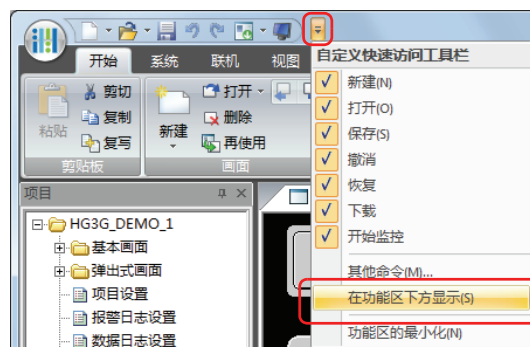 开始
系统
联机
视图
粘贴
剪切
复制
复写
剪贴板
新建
打开
删除
再使用
画面
自定义快速访问工具栏
新建(N)
打开(O)
保存(S)
撤消
恢复
下载
开始监控
其他命令(M)...
在功能区下方显示(S)
功能区的最小化(N)
项目
HG3G_DEMO_1
基本画面
弹出式画面
项目设置
报警日志设置
数据日志设置